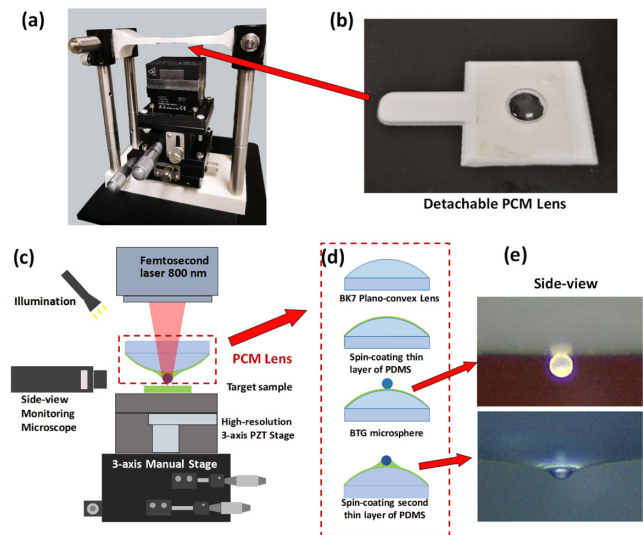 (a)
(b)
Detachable PCM Lens
(c)
Femtosecond
laser 800 nm
Illumination
PCM Lens
Target sample
Side-view
Monitoring
Microscope
High-resolution
3-axis PZT Stage
3-axis Manual Stage
(d)
BK7 Plano-convex Lens
Spin-coating thin
layer of PDMS
BTG microsphere
Spin-coating second
thin layer of PDMS
(e)
Side-view